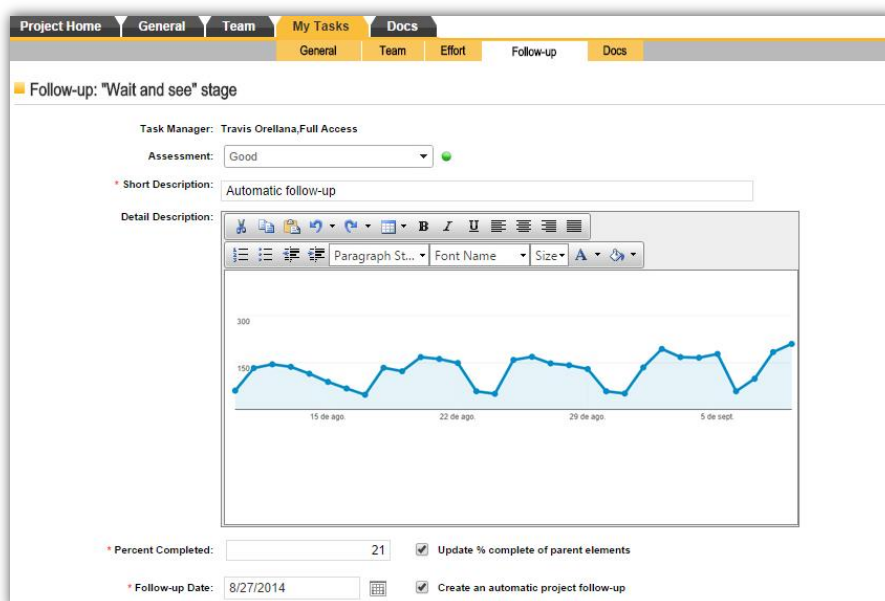 Project Home General Team My Tasks Docs
General Team Effort Follow-up Docs
Follow-up: "Wait and see" stage
Task Manager: Travis Orellana,Full Access
Assessment: Good
* Short Description: Automatic follow-up
Detail Description:
B I U
Paragraph St... Font Name Size A
300
150
15 de ago. 22 de ago. 29 de ago. 5 de sept.
* Percent Completed: 21 Update % complete of parent elements
* Follow-up Date: 8/27/2014 Create an automatic project follow-up